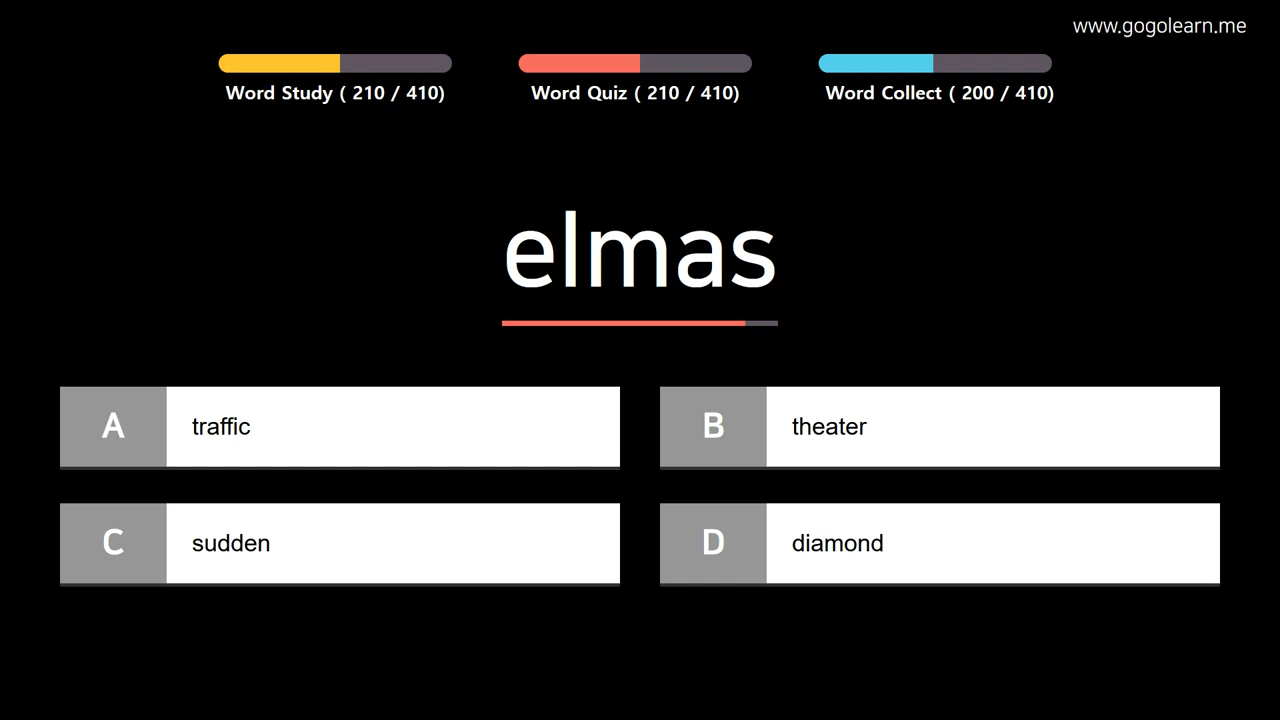 www.gogolearn.me
Word Study ( 210 / 410)
Word Quiz ( 210 / 410)
Word Collect ( 200 / 410)
elmas
A traffic
B theater
C sudden
D diamond